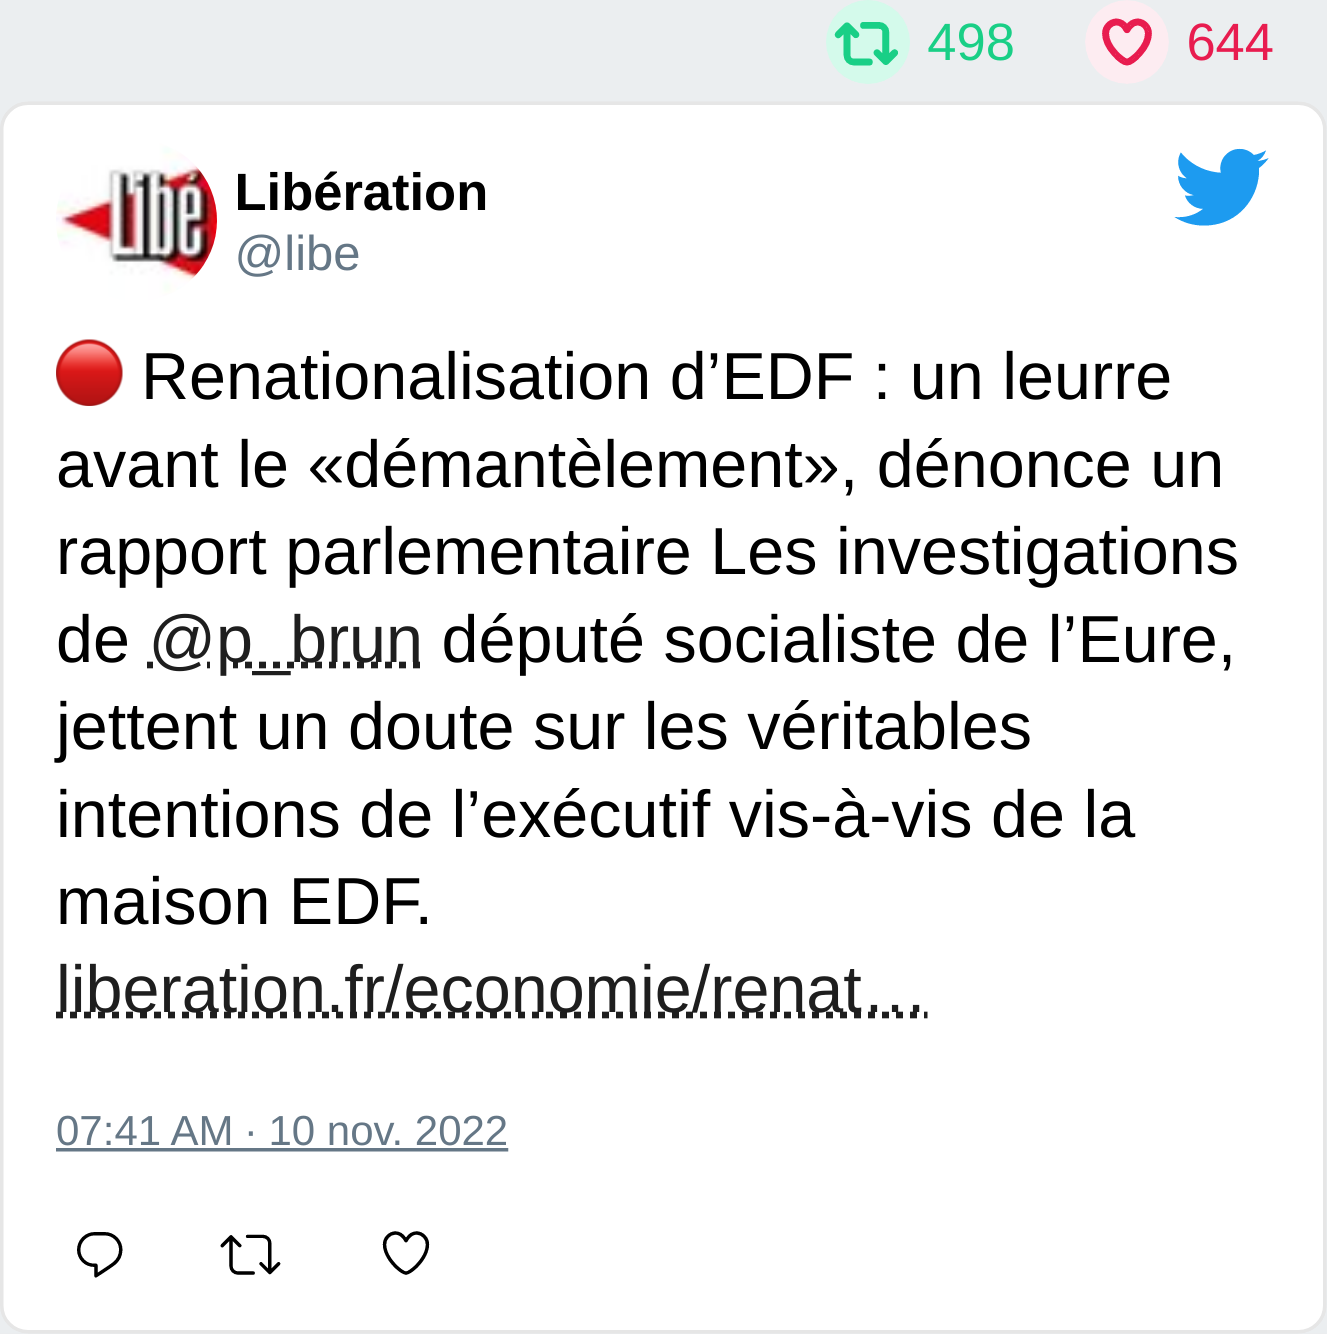 498 644
Libé
Libération
@libe
🔴 Renationalisation d’EDF : un leurre
avant le «démantèlement», dénonce un
rapport parlementaire Les investigations
de @p_brun député socialiste de l’Eure,
jettent un doute sur les véritables
intentions de l’exécutif vis-à-vis de la
maison EDF.
liberation.fr/economie/renat…
07:41 AM · 10 nov. 2022